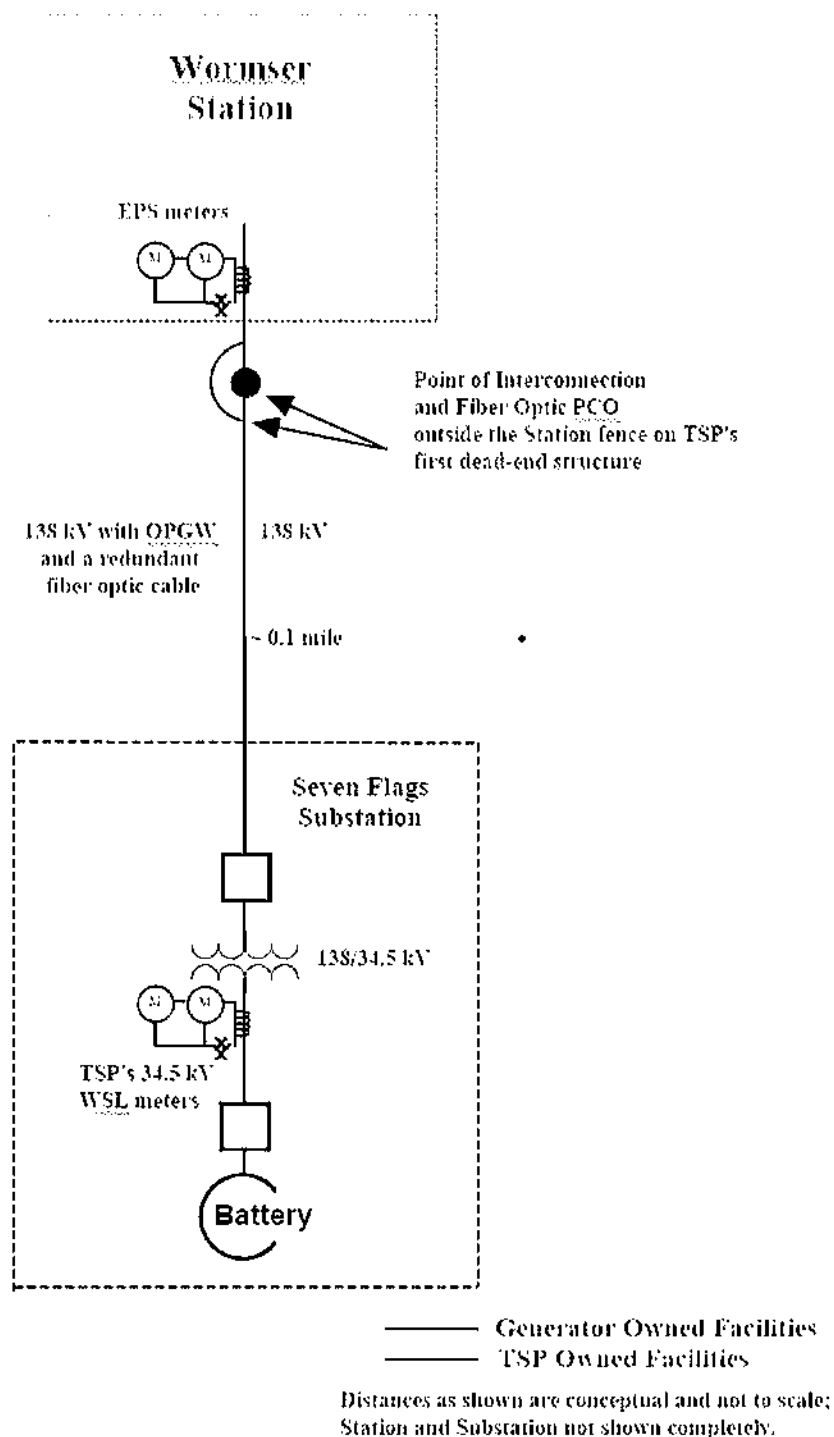 Wormser
Station
EPS meters
M M
Point of Interconnection
and Fiber Optic PCO
outside the Station fence on TSP's
first dead-end structure
138 kV with OPGW
and a redundant
fiber optic cable
138 kV
~ 0.1 mile
Seven Flags
Substation
138/34.5 kV
M M
TSP's 34.5 kV
WSL meters
Battery
Generator Owned Facilities
TSP Owned Facilities
Distances as shown are conceptual and not to scale;
Station and Substation not shown completely.